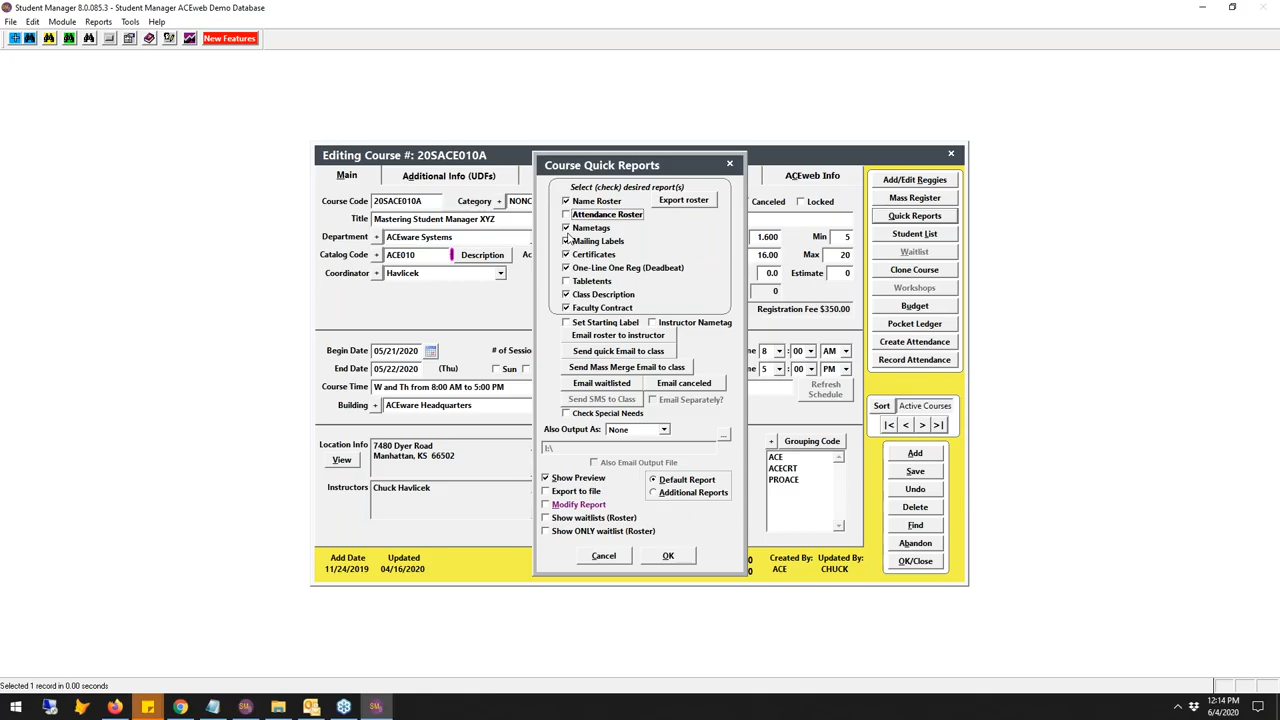 Student Manager 8.0.085.3 - Student Manager ACEweb Demo Database
File Edit Module Reports Tools Help
New Features
Editing Course #: 20SACE010A
Main Additional Info (UDFs) ACEweb Info
Course Code 20SACE010A Category + NONC Canceled Locked
Title Mastering Student Manager XYZ
Department + ACEware Systems 1.600 Min 5
Catalog Code + ACE010 Description 16.00 Max 20
Coordinator + Havlicek 0.0 Estimate 0
0
Registration Fee $350.00
Begin Date 05/21/2020 # of Session 8 : 00 AM
End Date 05/22/2020 (Thu) Sun 5 : 00 PM
Course Time W and Th from 8:00 AM to 5:00 PM Refresh Schedule
Building + ACEware Headquarters
Location Info 7480 Dyer Road
Manhattan, KS 66502
View
Instructors Chuck Havlicek
+ Grouping Code
ACE
ACECRT
PROACE
Add Date Updated Created By: Updated By:
11/24/2019 04/16/2020 ACE CHUCK
Course Quick Reports
Select (check) desired report(s)
Name Roster Export roster
Attendance Roster
Nametags
Mailing Labels
Certificates
One-Line One Reg (Deadbeat)
Tabletents
Class Description
Faculty Contract
Set Starting Label Instructor Nametag
Email roster to instructor
Send quick Email to class
Send Mass Merge Email to class
Email waitlisted Email canceled
Send SMS to Class Email Separately?
Check Special Needs
Also Output As: None
I:\
...
Also Email Output File
Show Preview Default Report
Export to file Additional Reports
Modify Report
Show waitlists (Roster)
Show ONLY waitlist (Roster)
Cancel OK
Add/Edit Reggies
Mass Register
Quick Reports
Student List
Waitlist
Clone Course
Workshops
Budget
Pocket Ledger
Create Attendance
Record Attendance
Sort Active Courses
|< < > >|
Add
Save
Undo
Delete
Find
Abandon
OK/Close
Selected 1 record in 0.00 seconds
12:14 PM
6/4/2020